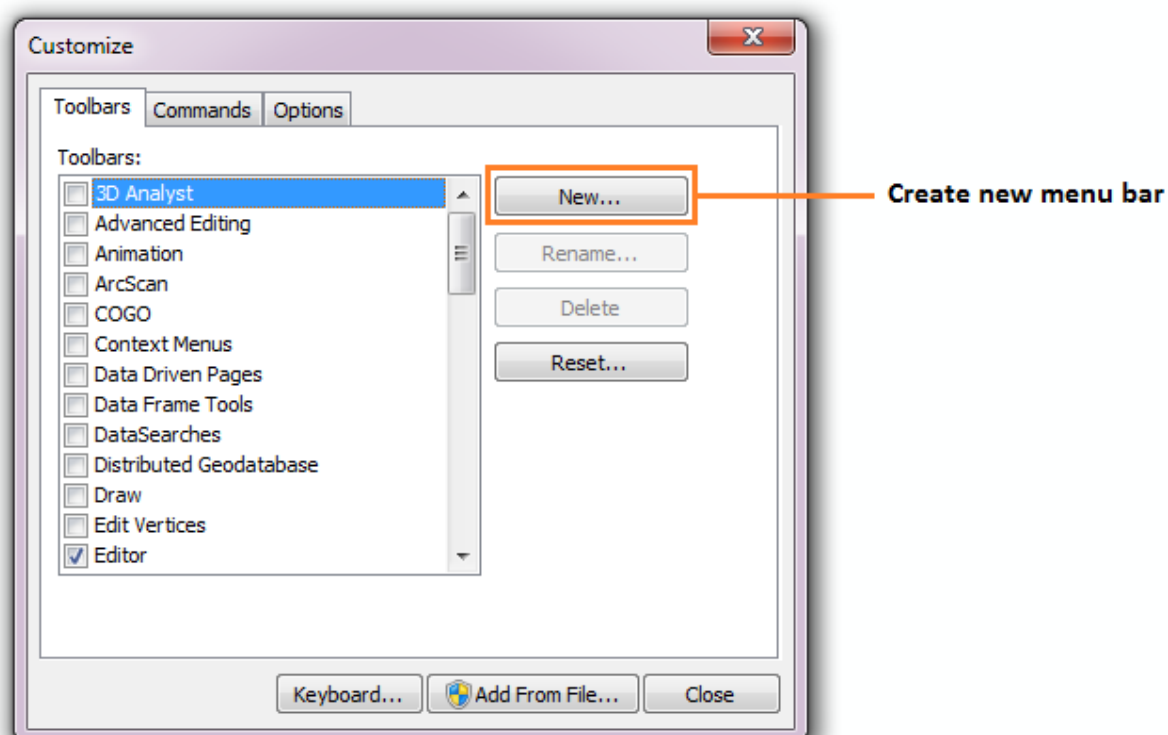 Customize
Toolbars Commands Options
Toolbars:
3D Analyst
Advanced Editing
Animation
ArcScan
COGO
Context Menus
Data Driven Pages
Data Frame Tools
DataSearches
Distributed Geodatabase
Draw
Edit Vertices
Editor
New...
Rename...
Delete
Reset...
Create new menu bar
Keyboard... Add From File... Close